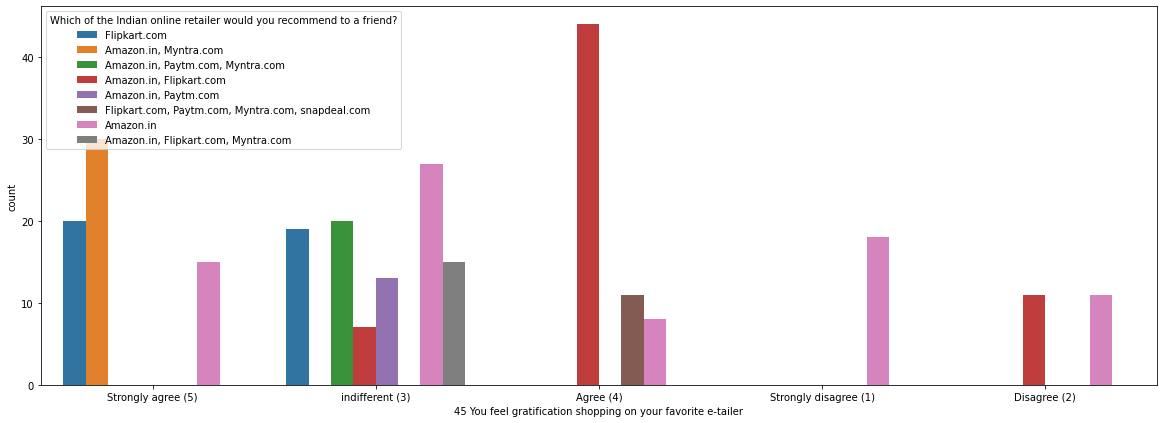 Which of the Indian online retailer would you recommend to a friend?
Flipkart.com
Amazon.in, Myntra.com
Amazon.in, Paytm.com, Myntra.com
Amazon.in, Flipkart.com
Amazon.in, Paytm.com
Flipkart.com, Paytm.com, Myntra.com, snapdeal.com
Amazon.in
Amazon.in, Flipkart.com, Myntra.com
count
40
30
20
10
0
Strongly agree (5)
indifferent (3)
Agree (4)
Strongly disagree (1)
Disagree (2)
45 You feel gratification shopping on your favorite e-tailer